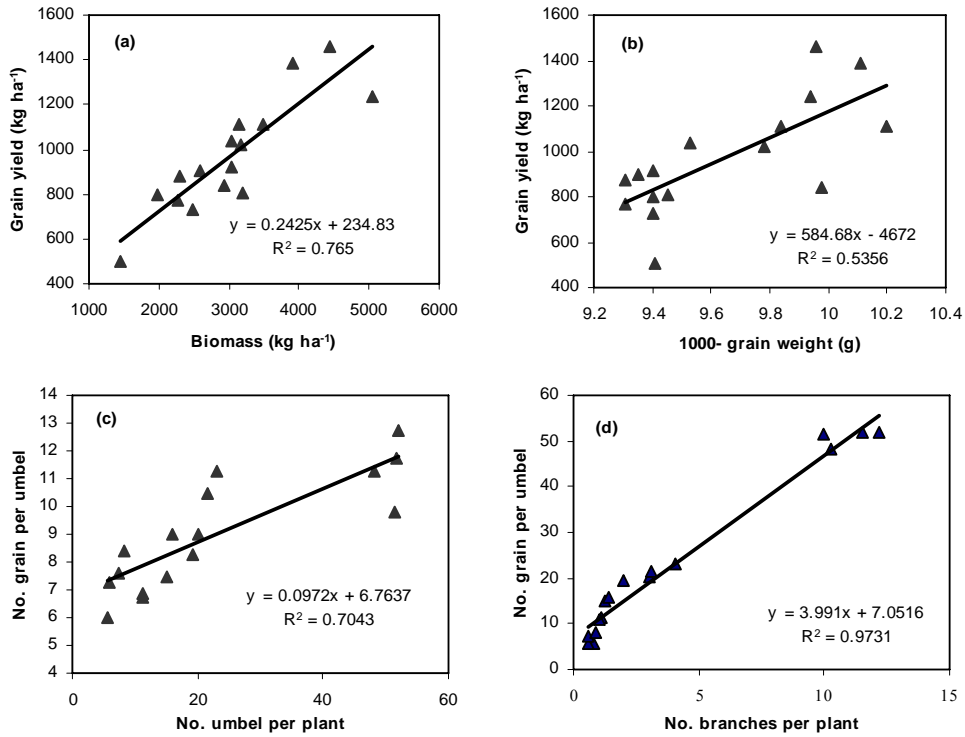 (a)
Grain yield (kg ha⁻¹)
1600
1400
1200
1000
800
600
400
1000 2000 3000 4000 5000 6000
Biomass (kg ha⁻¹)
y = 0.2425x + 234.83
R² = 0.765
(b)
Grain yield (kg ha⁻¹)
1600
1400
1200
1000
800
600
400
9.2 9.4 9.6 9.8 10 10.2 10.4
1000- grain weight (g)
y = 584.68x - 4672
R² = 0.5356
(c)
No. grain per umbel
14
13
12
11
10
9
8
7
6
5
4
0 20 40 60
No. umbel per plant
y = 0.0972x + 6.7637
R² = 0.7043
(d)
No. grain per umbel
60
50
40
30
20
10
0
0 5 10 15
No. branches per plant
y = 3.991x + 7.0516
R² = 0.9731